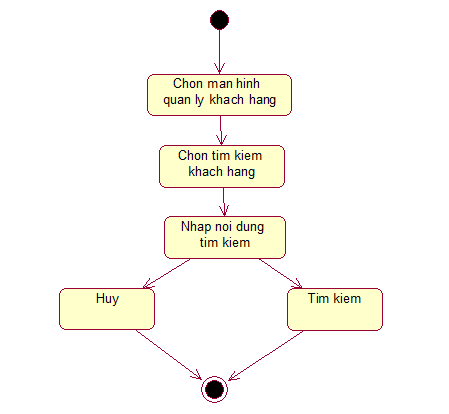 Chon man hinh
quan ly khach hang
Chon tim kiem
khach hang
Nhap noi dung
tim kiem
Huy
Tim kiem